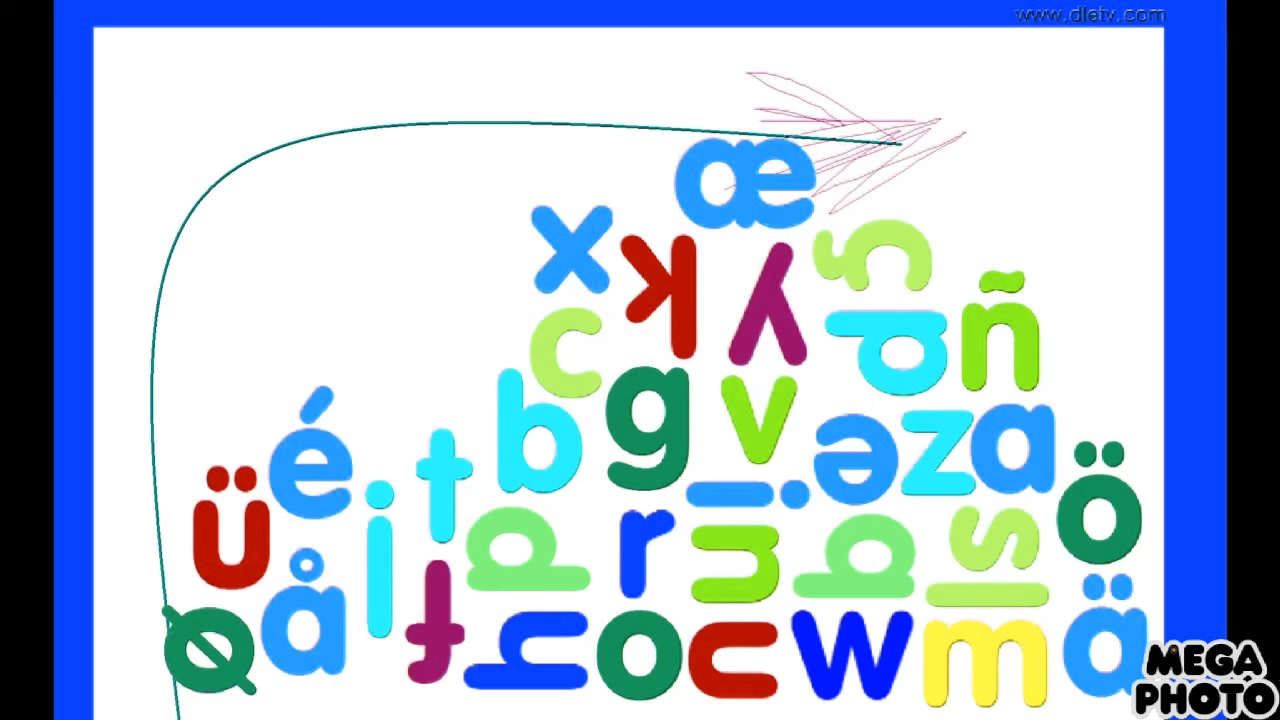 www.dletv.com
æ
x k y ç
c p ñ
é b g v ə z a
ü i t d i r n b s ö
ø å f h o u w l m ä
MEGA
PHOTO